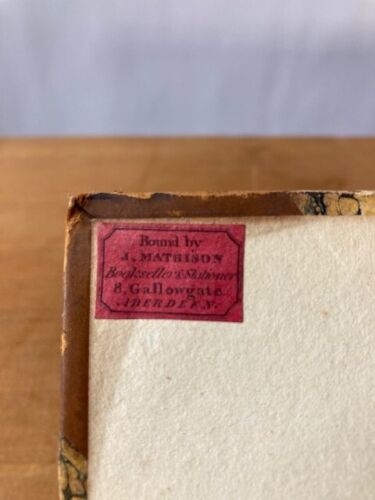 Bound by
J. MATHISON
Bookseller & Stationer
8, Gallowgate
ABERDEEN.